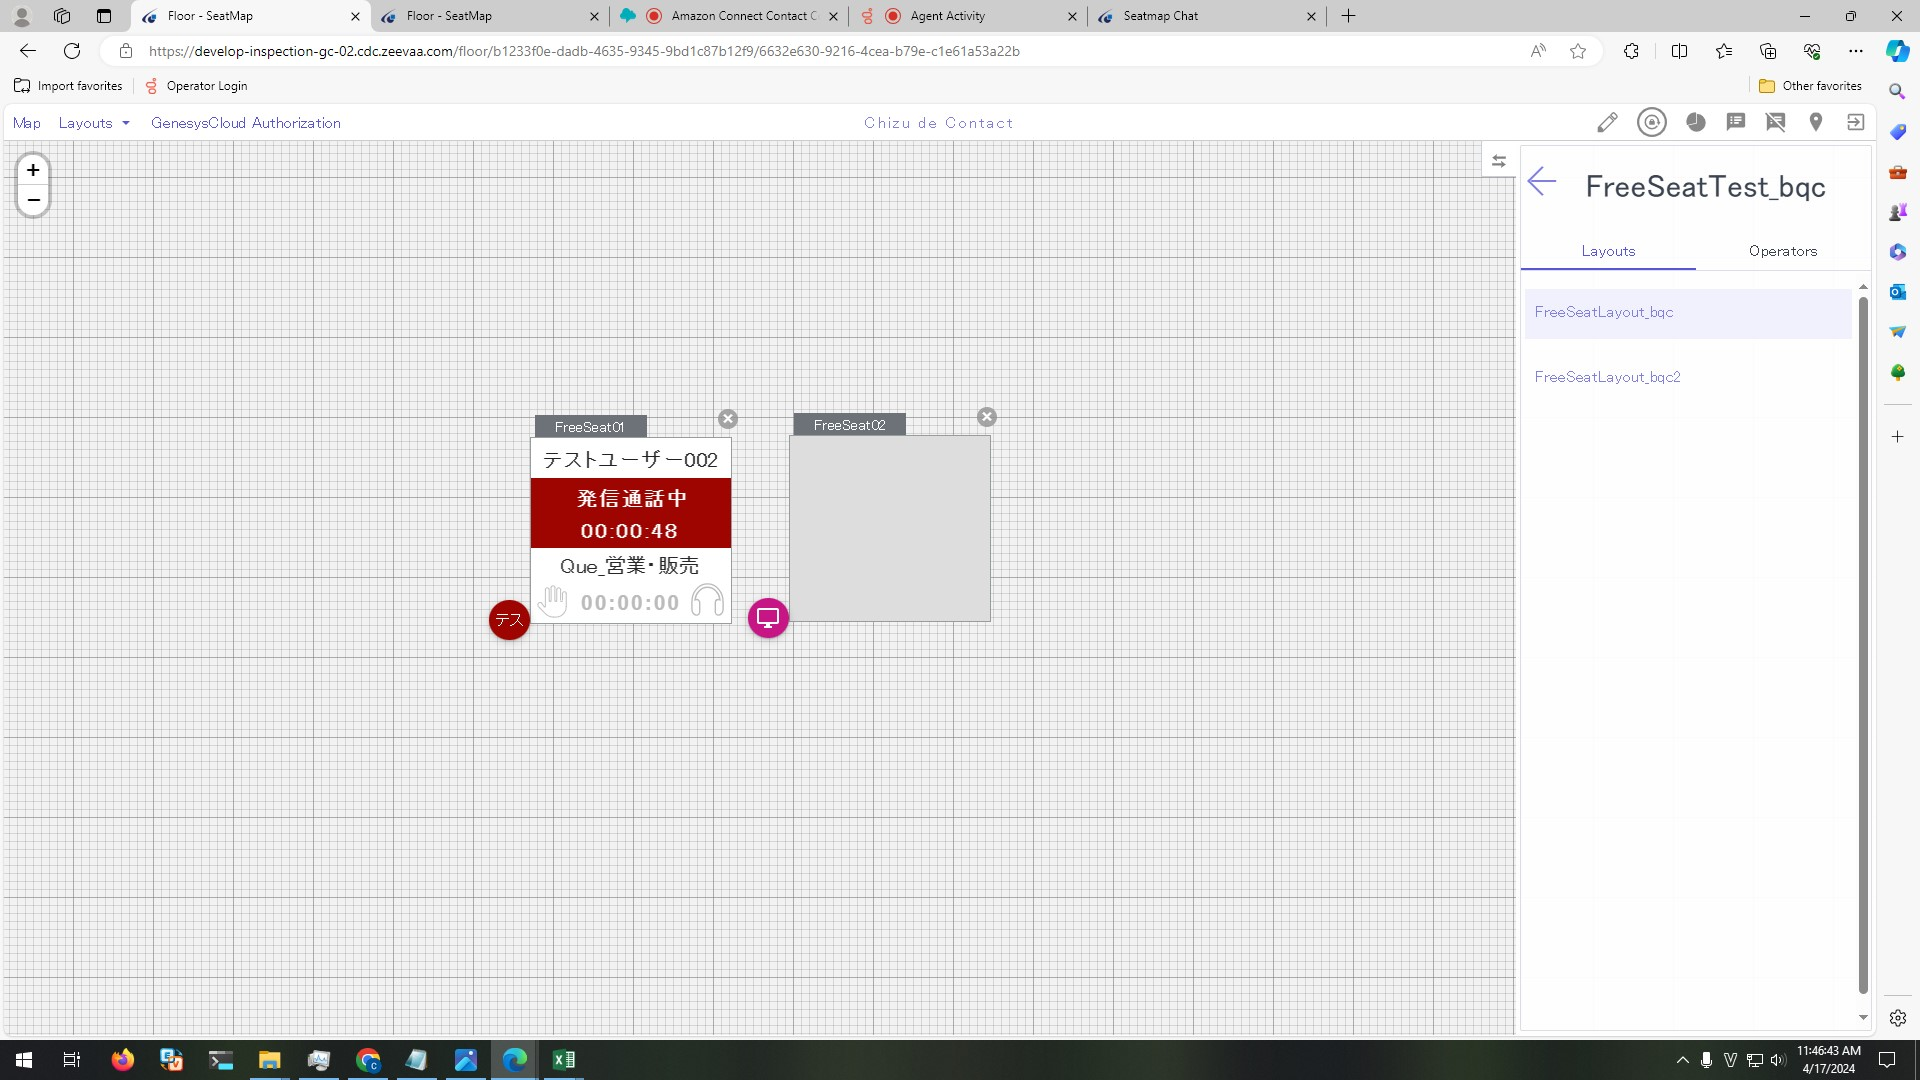 Floor - SeatMap
Floor - SeatMap
Amazon Connect Contact C
Agent Activity
Seatmap Chat
https://develop-inspection-gc-02.cdc.zeevaa.com/floor/b1233f0e-dadb-4635-9345-9bd1c87b12f9/6632e630-9216-4cea-b79e-c1e61a53a22b
Import favorites
Operator Login
Other favorites
Map
Layouts
GenesysCloud Authorization
Chizu de Contact
+
−
FreeSeatTest_bqc
Layouts
Operators
FreeSeatLayout_bqc
FreeSeatLayout_bqc2
FreeSeat01
テストユーザー002
発信通話中
00:00:48
Que_営業・販売
00:00:00
テス
FreeSeat02
11:46:43 AM
4/17/2024